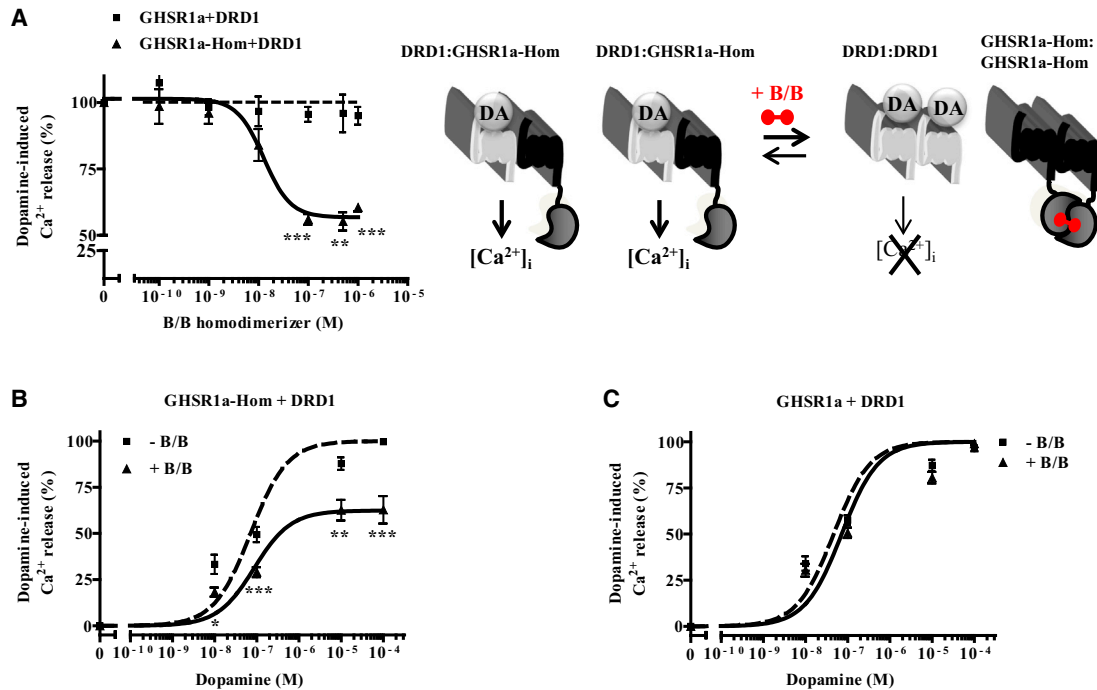 A
GHSR1a+DRD1
GHSR1a-Hom+DRD1
Dopamine-induced
Ca²⁺ release (%)
100
75
50
25
0 10⁻¹⁰ 10⁻⁹ 10⁻⁸ 10⁻⁷ 10⁻⁶ 10⁻⁵
*** ** ***
B/B homodimerizer (M)
DRD1:GHSR1a-Hom
DA
[Ca²⁺]i
DRD1:GHSR1a-Hom
DA
[Ca²⁺]i
+ B/B
DRD1:DRD1
DA DA
[Ca²⁺]i
GHSR1a-Hom:
GHSR1a-Hom
B
GHSR1a-Hom + DRD1
- B/B
+ B/B
Dopamine-induced
Ca²⁺ release (%)
100
75
50
25
0
* *** ** ***
0 10⁻¹⁰ 10⁻⁹ 10⁻⁸ 10⁻⁷ 10⁻⁶ 10⁻⁵ 10⁻⁴
Dopamine (M)
C
GHSR1a + DRD1
- B/B
+ B/B
Dopamine-induced
Ca²⁺ release (%)
100
75
50
25
0
0 10⁻¹⁰ 10⁻⁹ 10⁻⁸ 10⁻⁷ 10⁻⁶ 10⁻⁵ 10⁻⁴
Dopamine (M)